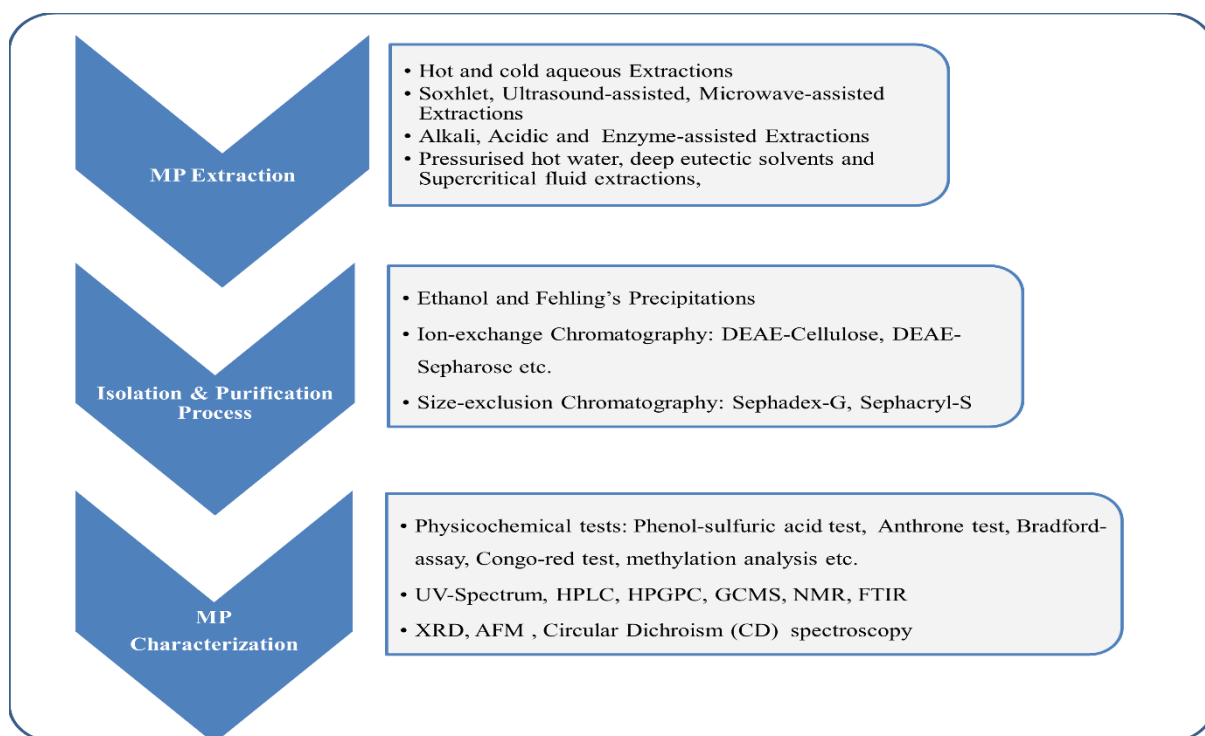 MP Extraction
• Hot and cold aqueous Extractions
• Soxhlet, Ultrasound-assisted, Microwave-assisted
Extractions
• Alkali, Acidic and Enzyme-assisted Extractions
• Pressurised hot water, deep eutectic solvents and
Supercritical fluid extractions,
Isolation & Purification
Process
• Ethanol and Fehling’s Precipitations
• Ion-exchange Chromatography: DEAE-Cellulose, DEAE-
Sepharose etc.
• Size-exclusion Chromatography: Sephadex-G, Sephacryl-S
MP
Characterization
• Physicochemical tests: Phenol-sulfuric acid test, Anthrone test, Bradford-
assay, Congo-red test, methylation analysis etc.
• UV-Spectrum, HPLC, HPGPC, GCMS, NMR, FTIR
• XRD, AFM , Circular Dichroism (CD) spectroscopy